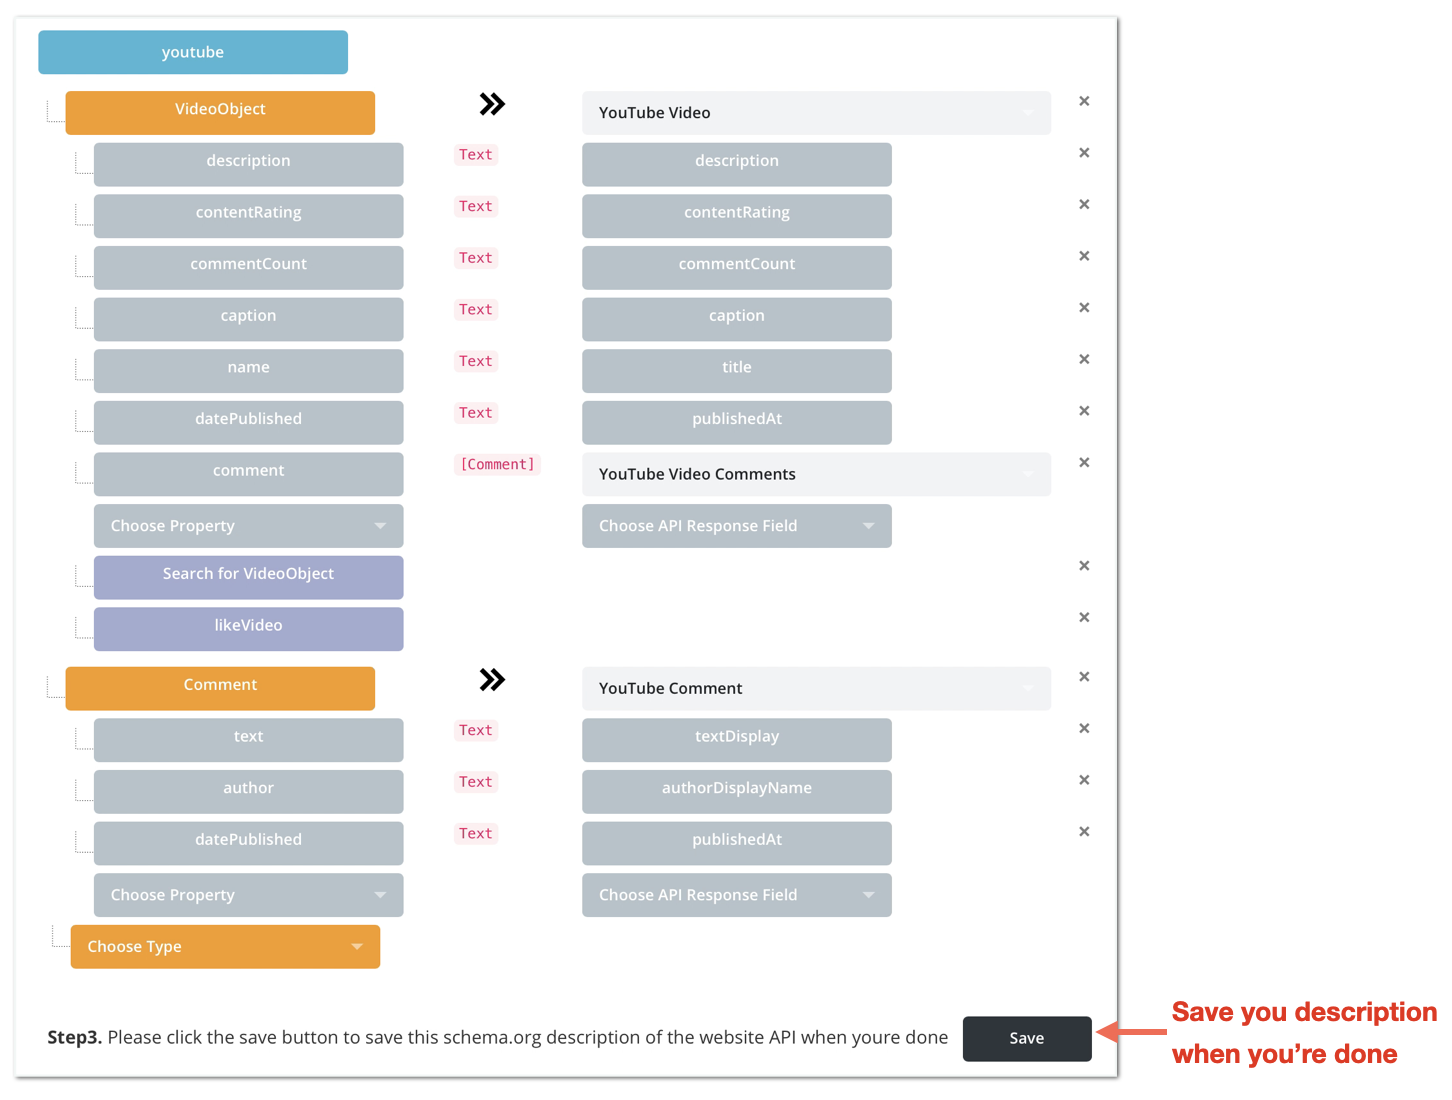 youtube
VideoObject
YouTube Video
description Text description
contentRating Text contentRating
commentCount Text commentCount
caption Text caption
name Text title
datePublished Text publishedAt
comment [Comment] YouTube Video Comments
Choose Property Choose API Response Field
Search for VideoObject
likeVideo
Comment
YouTube Comment
text Text textDisplay
author Text authorDisplayName
datePublished Text publishedAt
Choose Property Choose API Response Field
Choose Type
Step3. Please click the save button to save this schema.org description of the website API when youre done
Save
Save you description
when you’re done